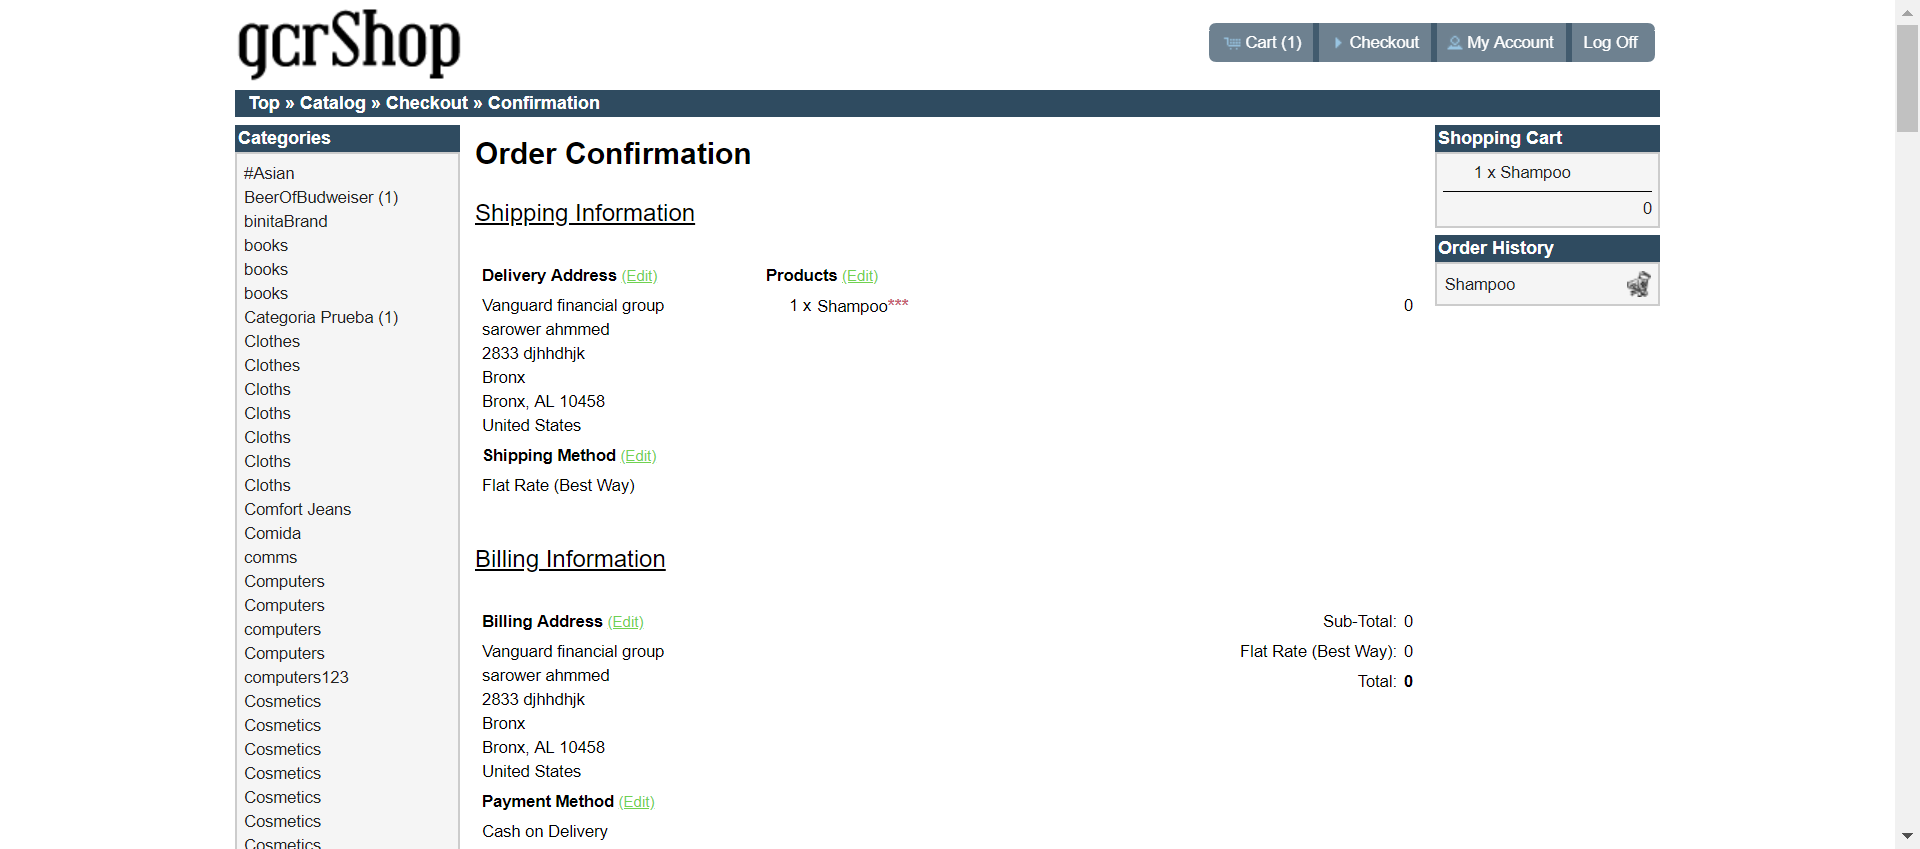 gcrShop
Cart (1)
Checkout
My Account
Log Off
Top » Catalog » Checkout » Confirmation
Categories
#Asian
BeerOfBudweiser (1)
binitaBrand
books
books
books
Categoria Prueba (1)
Clothes
Clothes
Cloths
Cloths
Cloths
Cloths
Cloths
Comfort Jeans
Comida
comms
Computers
Computers
computers
Computers
computers123
Cosmetics
Cosmetics
Cosmetics
Cosmetics
Cosmetics
Cosmetics
Cosmetics
Order Confirmation
Shipping Information
Delivery Address (Edit)
Vanguard financial group
sarower ahmmed
2833 djhhdhjk
Bronx
Bronx, AL 10458
United States
Shipping Method (Edit)
Flat Rate (Best Way)
Products (Edit)
1 x Shampoo*** 0
Billing Information
Billing Address (Edit)
Vanguard financial group
sarower ahmmed
2833 djhhdhjk
Bronx
Bronx, AL 10458
United States
Payment Method (Edit)
Cash on Delivery
Sub-Total: 0
Flat Rate (Best Way): 0
Total: 0
Shopping Cart
1 x Shampoo
0
Order History
Shampoo